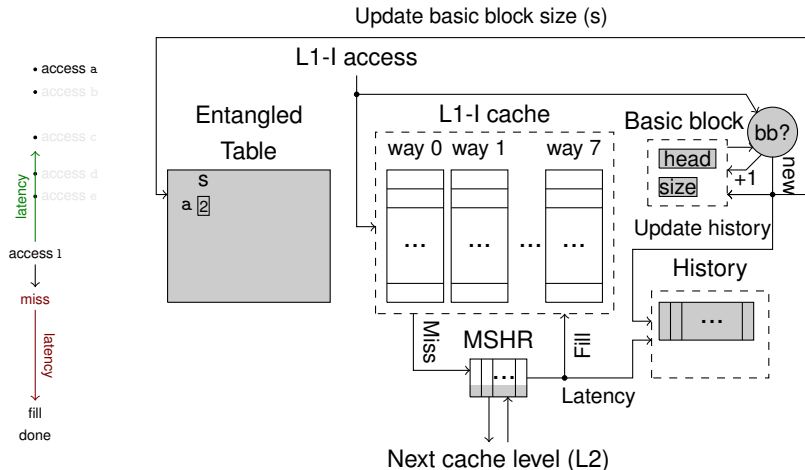 Update basic block size (s)
access a
access b
access c
access d
access e
latency
access l
miss
latency
fill
done
L1-I access
Entangled
Table
s
a 2
L1-I cache
way 0 way 1 way 7
... ... ... ...
Miss
MSHR
...
Fill
Latency
Next cache level (L2)
Basic block
head
size
bb?
+1
new
Update history
History
...